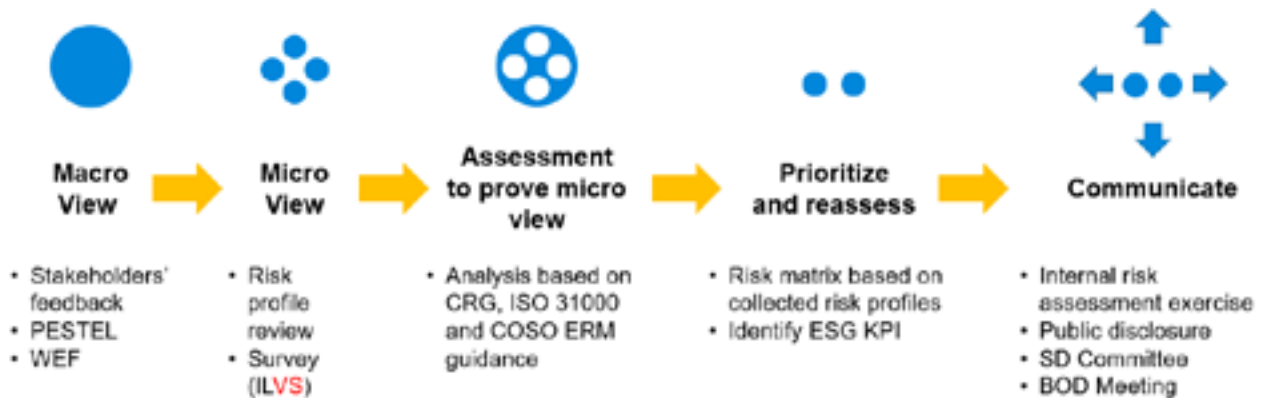 Macro
View
Micro
View
Assessment
to prove micro
view
Prioritize
and reassess
Communicate
• Stakeholders'
feedback
• PESTEL
• WEF
• Risk
profile
review
• Survey
(ILVS)
• Analysis based on
CRG, ISO 31000
and COSO ERM
guidance
• Risk matrix based on
collected risk profiles
• Identify ESG KPI
• Internal risk
assessment exercise
• Public disclosure
• SD Committee
• BOD Meeting